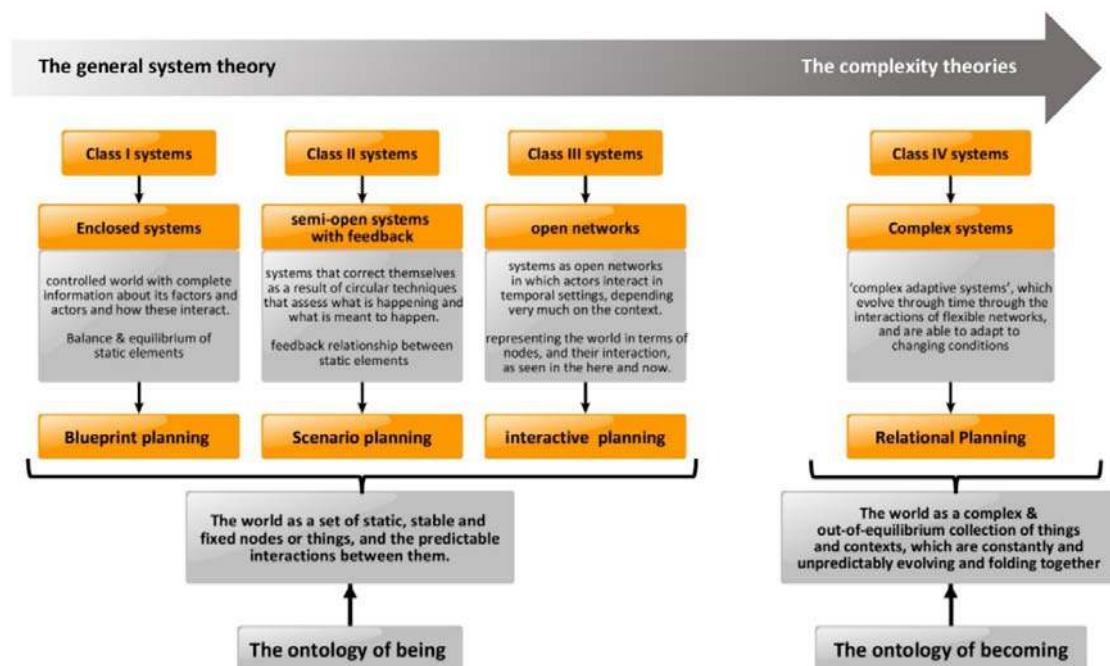 The general system theory
The complexity theories
Class I systems
Class II systems
Class III systems
Class IV systems
Enclosed systems
controlled world with complete
information about its factors and
actors and how these interact.
Balance & equilibrium of
static elements
semi-open systems
with feedback
systems that correct themselves
as a result of circular techniques
that assess what is happening and
what is meant to happen.
feedback relationship between
static elements
open networks
systems as open networks
in which actors interact in
temporal settings, depending
very much on the context.
representing the world in terms of
nodes, and their interaction,
as seen in the here and now.
Complex systems
‘complex adaptive systems’, which
evolve through time through the
interactions of flexible networks,
and are able to adapt to
changing conditions
Blueprint planning
Scenario planning
interactive planning
Relational Planning
The world as a set of static, stable and
fixed nodes or things, and the predictable
interactions between them.
The world as a complex &
out-of-equilibrium collection of things
and contexts, which are constantly and
unpredictably evolving and folding together
The ontology of being
The ontology of becoming